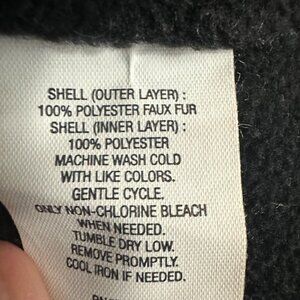 SHELL (OUTER LAYER) :
100% POLYESTER FAUX FUR
SHELL (INNER LAYER) :
100% POLYESTER
MACHINE WASH COLD
WITH LIKE COLORS.
GENTLE CYCLE.
ONLY NON-CHLORINE BLEACH
WHEN NEEDED.
TUMBLE DRY LOW.
REMOVE PROMPTLY.
COOL IRON IF NEEDED.